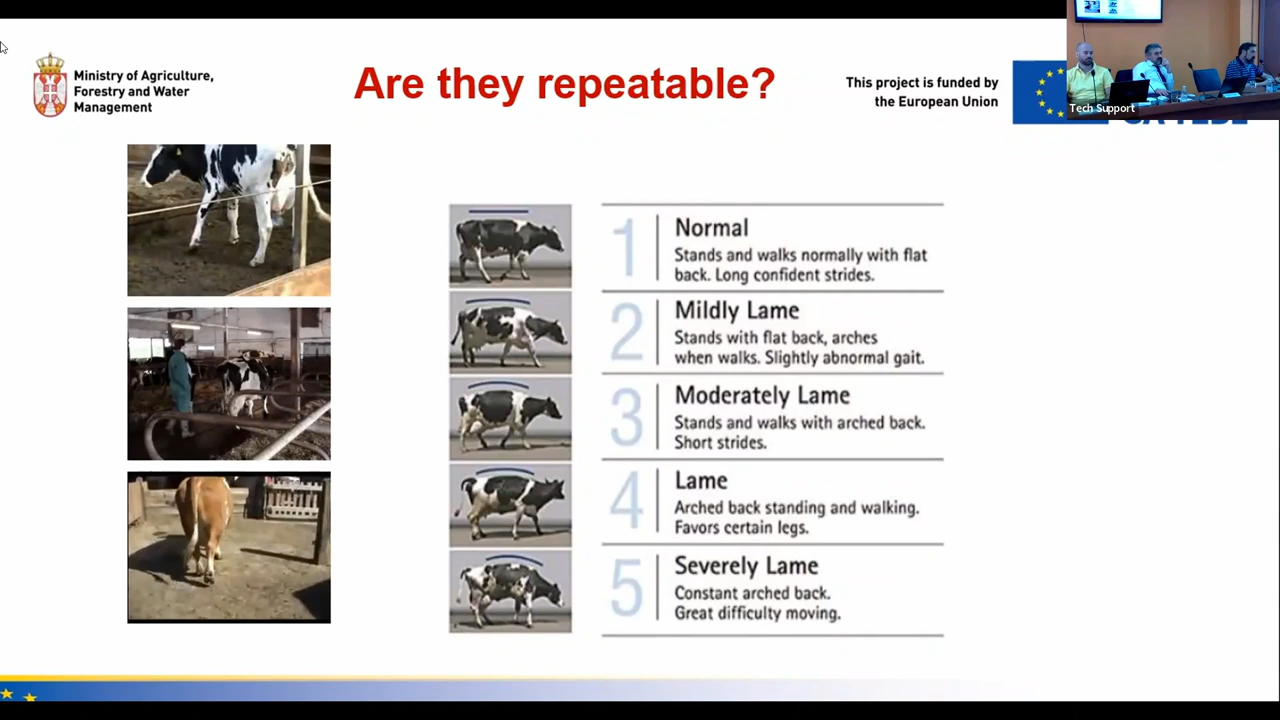 Ministry of Agriculture,
Forestry and Water
Management
Are they repeatable?
This project is funded by
the European Union
Tech Support
1
Normal
Stands and walks normally with flat
back. Long confident strides.
2
Mildly Lame
Stands with flat back, arches
when walks. Slightly abnormal gait.
3
Moderately Lame
Stands and walks with arched back.
Short strides.
4
Lame
Arched back standing and walking.
Favors certain legs.
5
Severely Lame
Constant arched back.
Great difficulty moving.